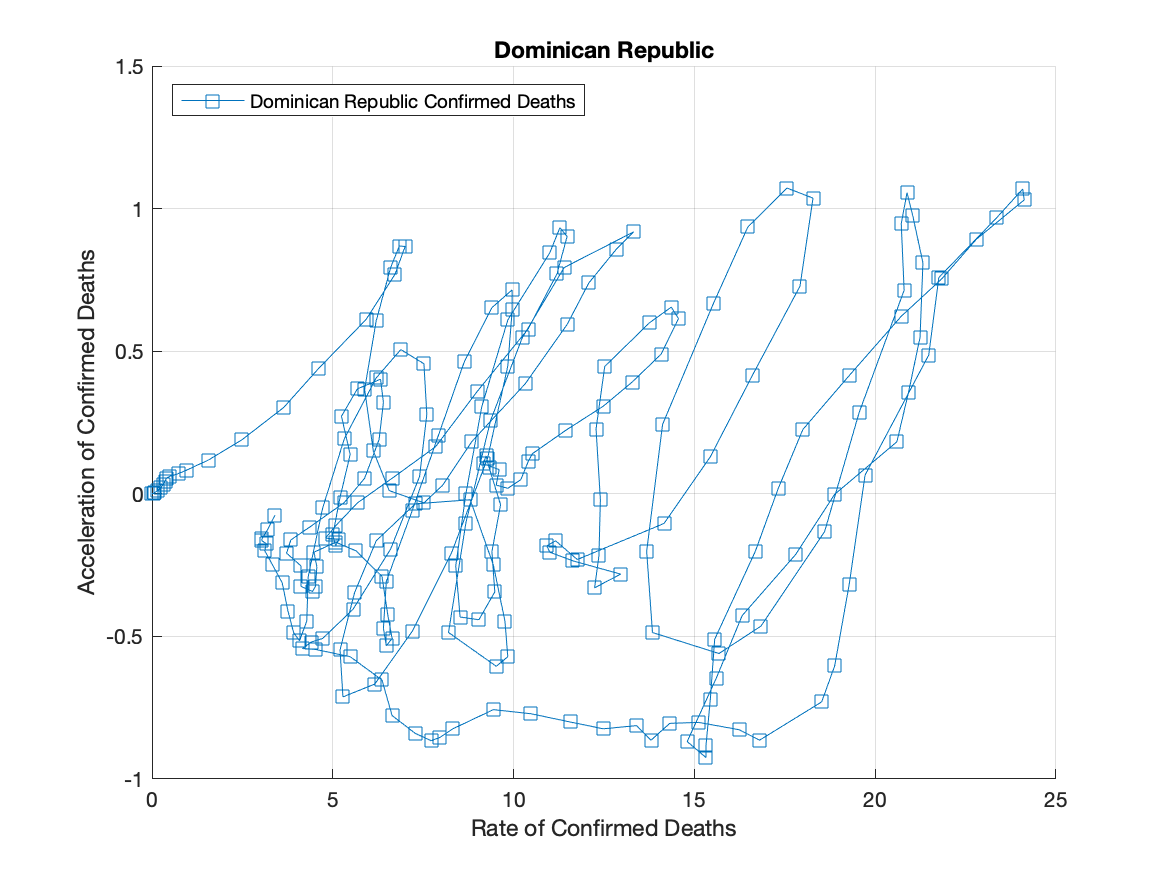 Dominican Republic
1.5
Dominican Republic Confirmed Deaths
1
0.5
0
-0.5
-1
Acceleration of Confirmed Deaths
0 5 10 15 20 25
Rate of Confirmed Deaths